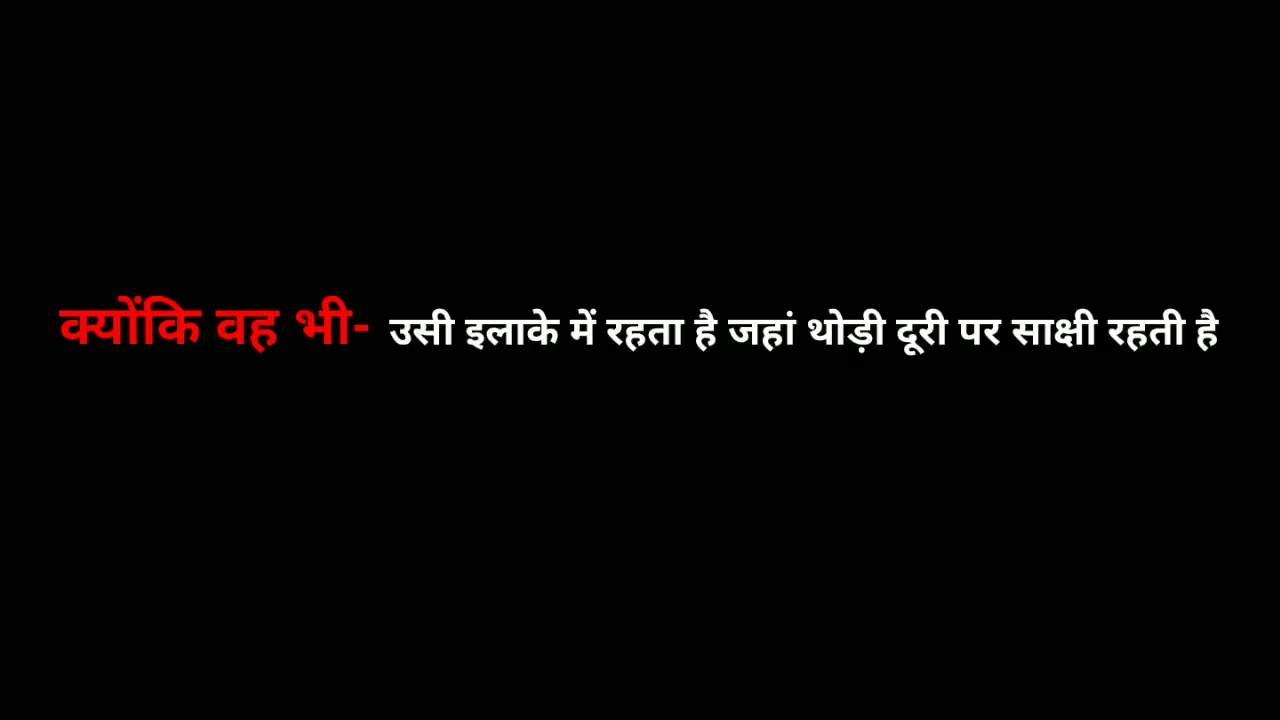 क्योंकि वह भी- उसी इलाके में रहता है जहां थोड़ी दूरी पर साक्षी रहती है